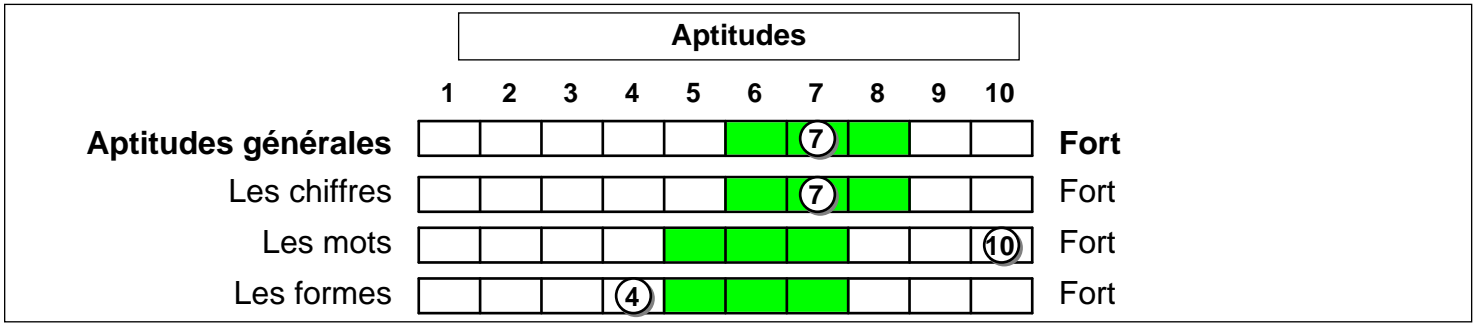 Aptitudes
1 2 3 4 5 6 7 8 9 10
Aptitudes générales 7 Fort
Les chiffres 7 Fort
Les mots 10 Fort
Les formes 4 Fort